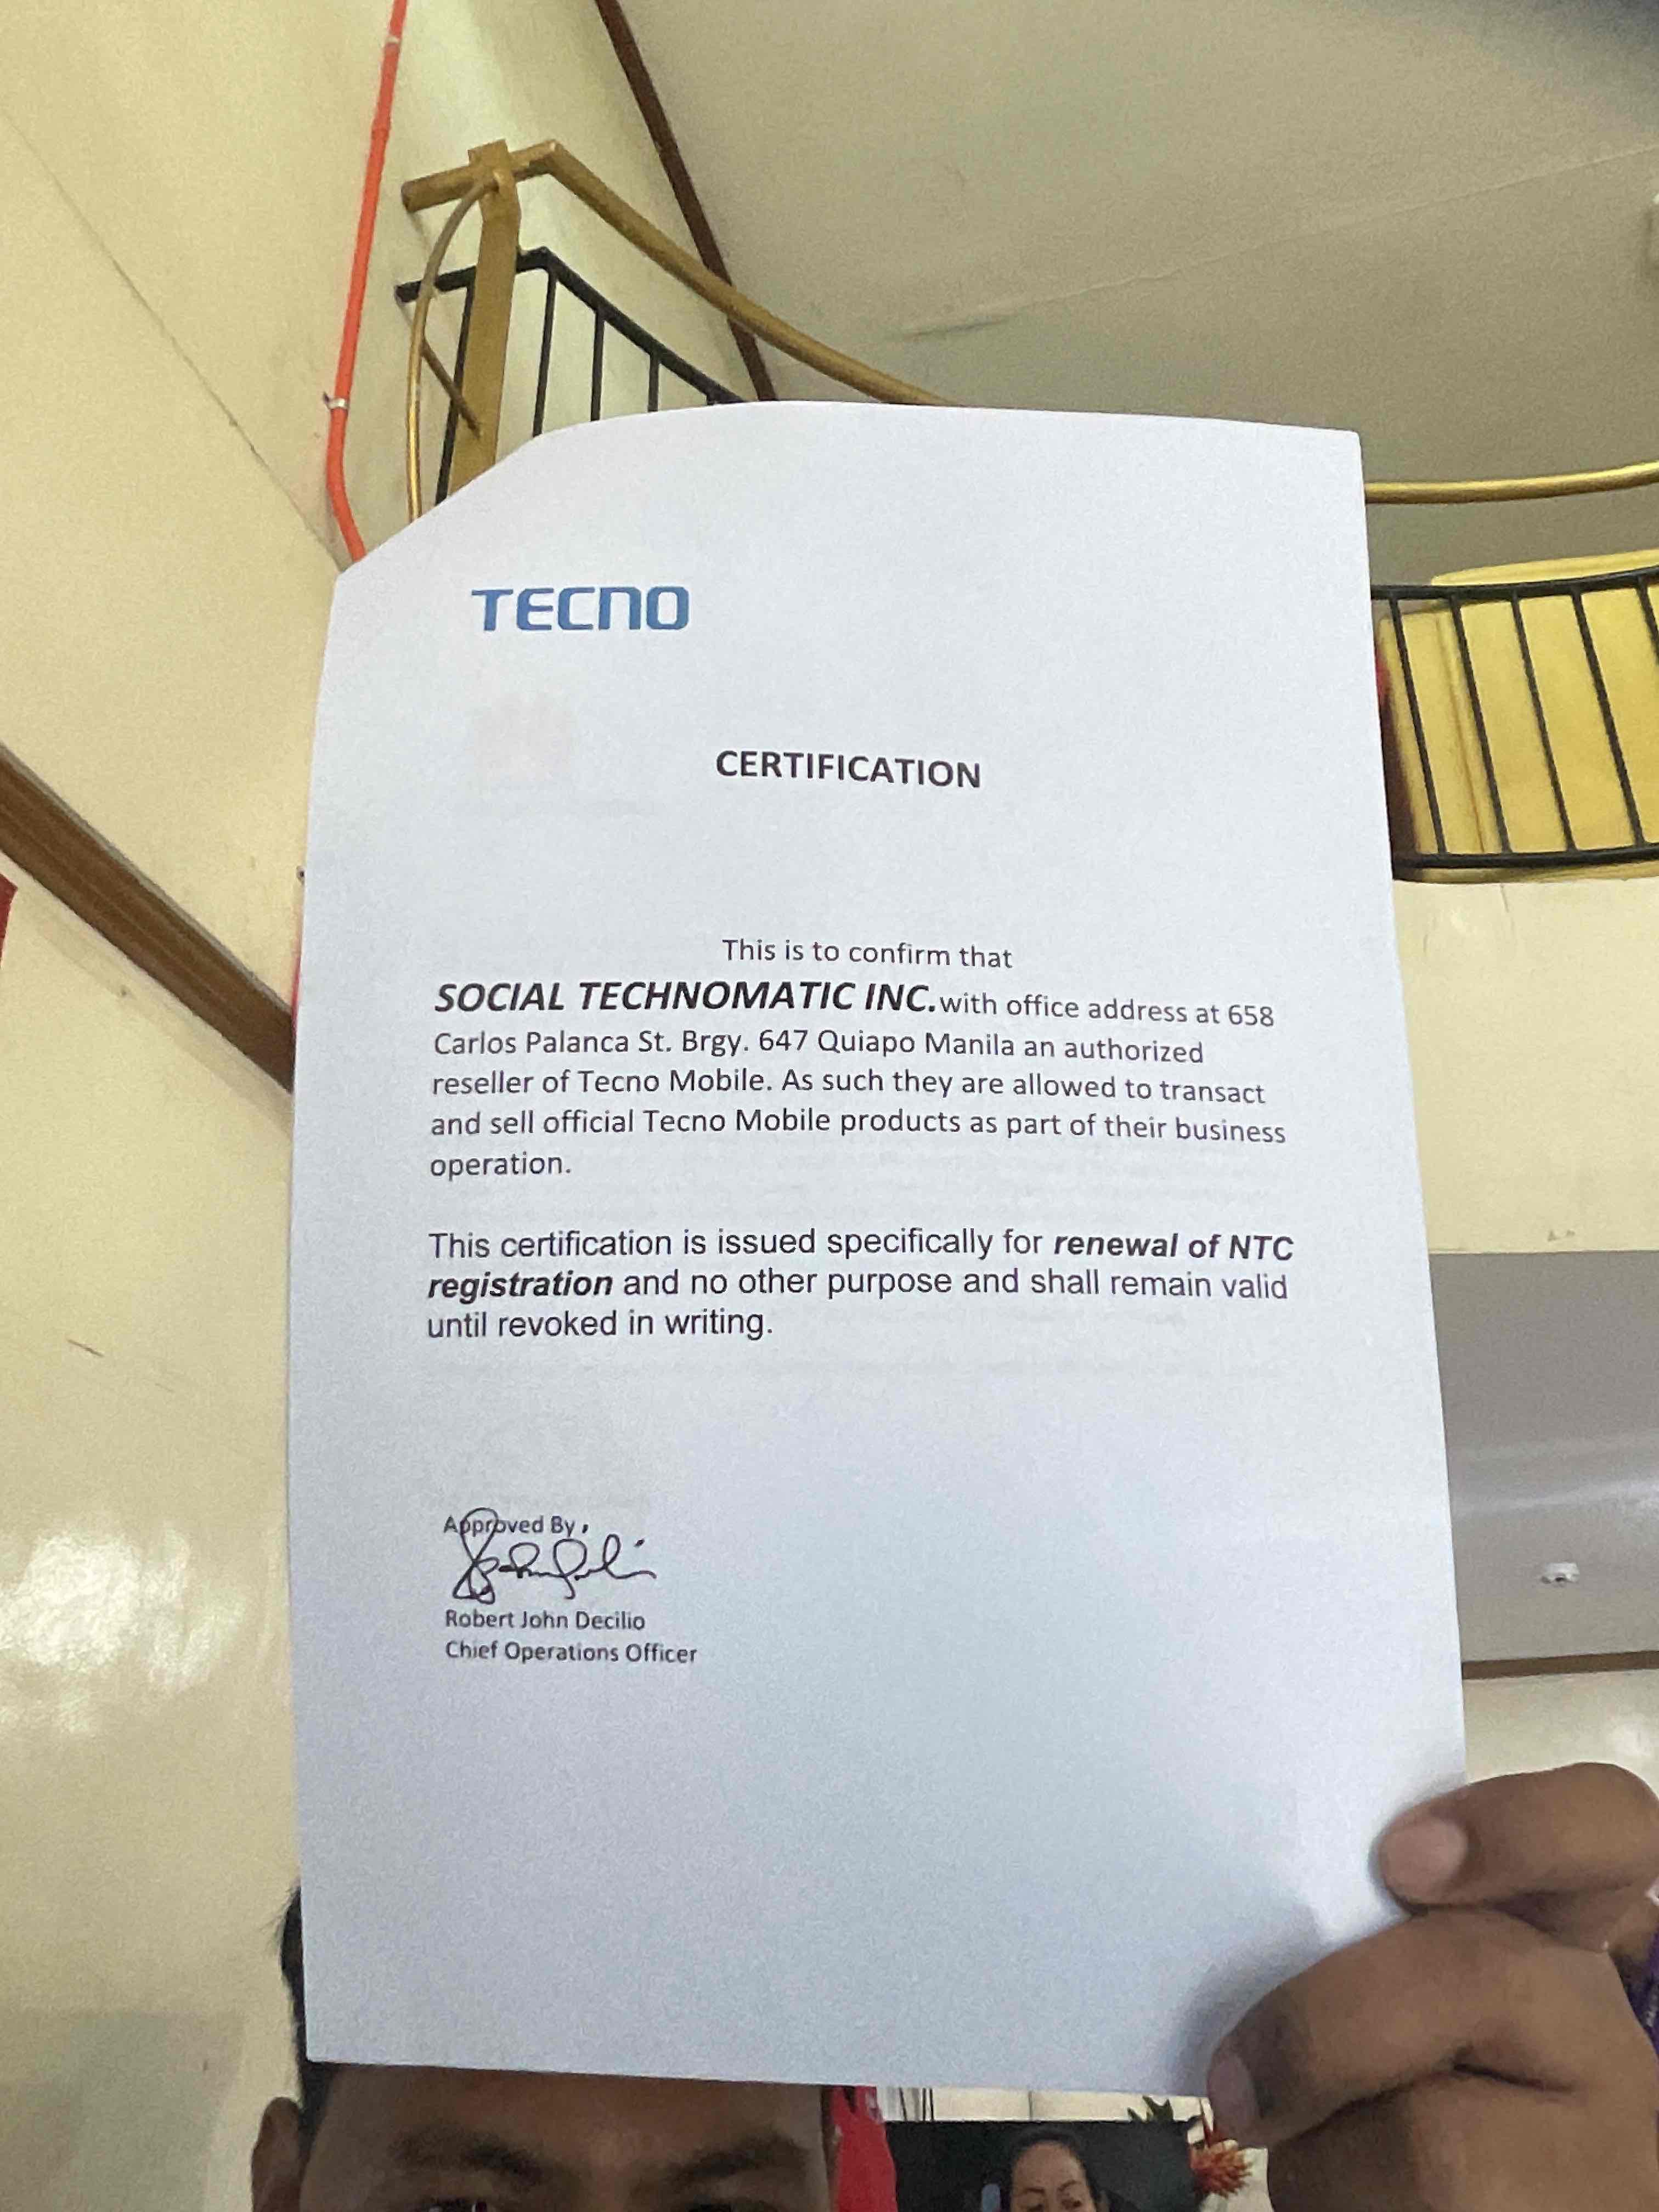 TECNO
CERTIFICATION
This is to confirm that
SOCIAL TECHNOMATIC INC.with office address at 658
Carlos Palanca St. Brgy. 647 Quiapo Manila an authorized
reseller of Tecno Mobile. As such they are allowed to transact
and sell official Tecno Mobile products as part of their business
operation.
This certification is issued specifically for renewal of NTC
registration and no other purpose and shall remain valid
until revoked in writing.
Approved By,
Robert John Decilio
Chief Operations Officer